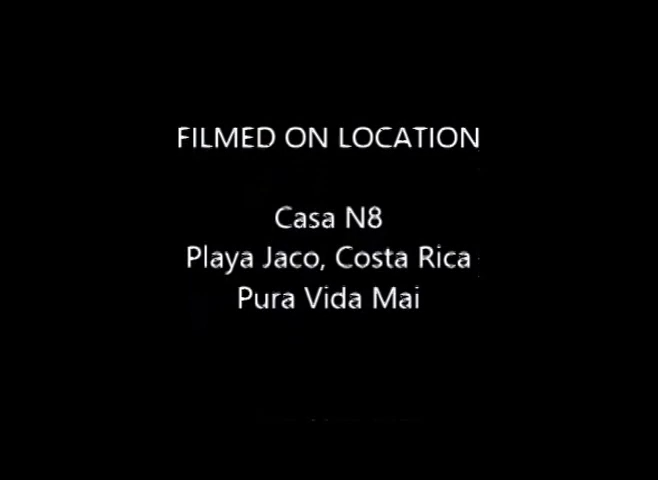 FILMED ON LOCATION
Casa N8
Playa Jaco, Costa Rica
Pura Vida Mai